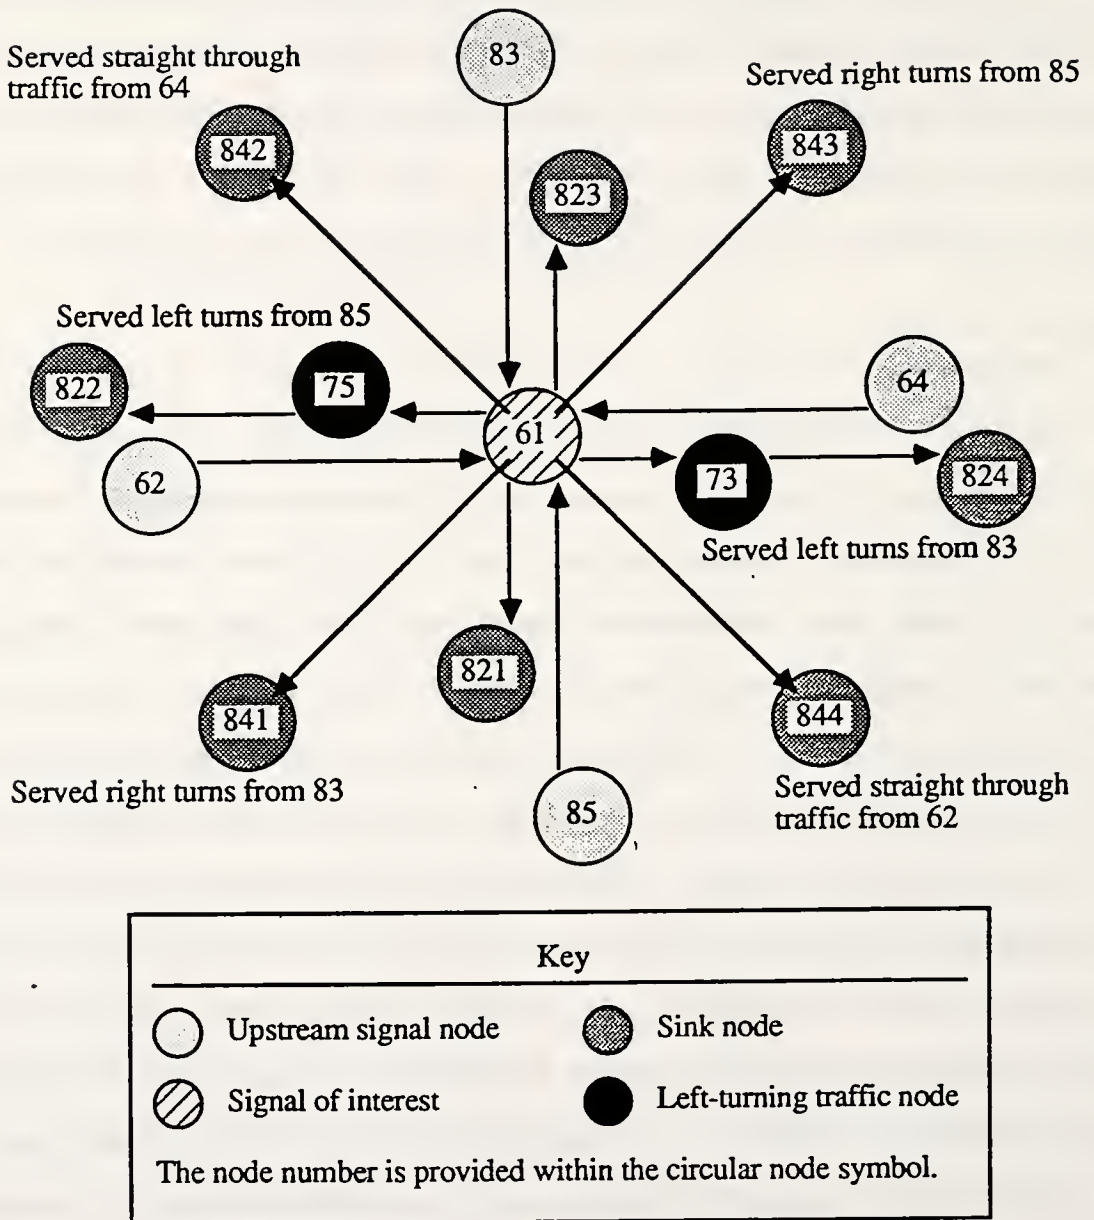 83
Served straight through
traffic from 64
Served right turns from 85
842
843
823
Served left turns from 85
822
75
64
61
62
73
824
Served left turns from 83
821
841
844
Served right turns from 83
Served straight through
traffic from 62
85
Key
Upstream signal node
Sink node
Signal of interest
Left-turning traffic node
The node number is provided within the circular node symbol.